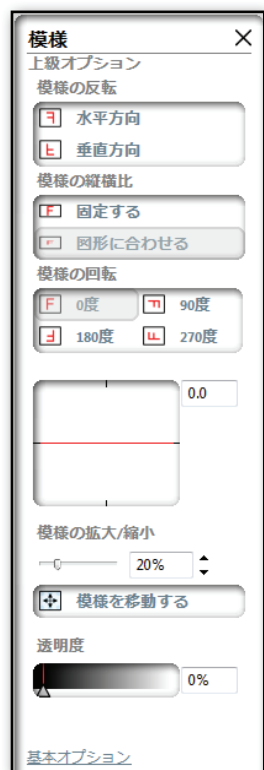 模様
上級オプション
模様の反転
水平方向
垂直方向
模様の縦横比
固定する
図形に合わせる
模様の回転
0度 90度
180度 270度
0.0
模様の拡大/縮小
20%
模様を移動する
透明度
0%
基本オプション